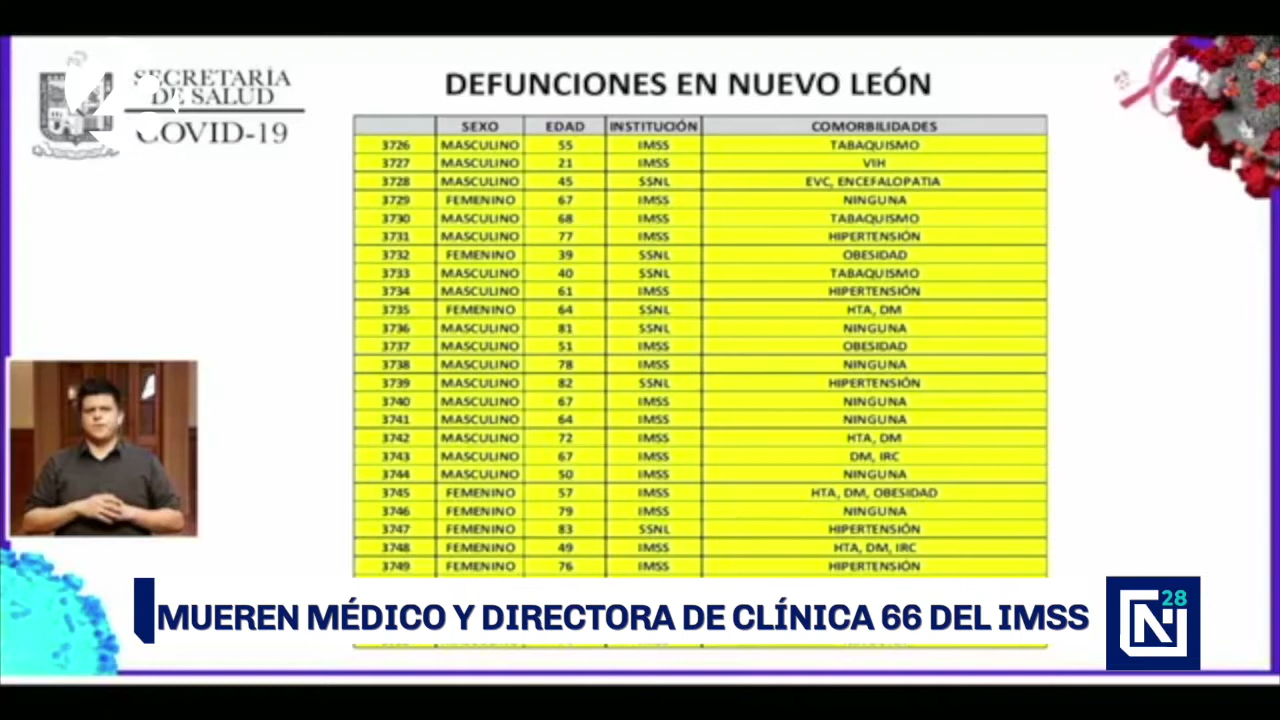 SECRETARÍA
DE SALUD
COVID-19
DEFUNCIONES EN NUEVO LEÓN
SEXO EDAD INSTITUCIÓN COMORBILIDADES
3726 MASCULINO 55 IMSS TABAQUISMO
3727 MASCULINO 21 IMSS VIH
3728 MASCULINO 45 SSNL EVC, ENCEFALOPATIA
3729 FEMENINO 67 IMSS NINGUNA
3730 MASCULINO 68 IMSS TABAQUISMO
3731 MASCULINO 77 IMSS HIPERTENSIÓN
3732 FEMENINO 39 SSNL OBESIDAD
3733 MASCULINO 40 SSNL TABAQUISMO
3734 MASCULINO 61 IMSS HIPERTENSIÓN
3735 FEMENINO 64 SSNL HTA, DM
3736 MASCULINO 81 SSNL NINGUNA
3737 MASCULINO 51 IMSS OBESIDAD
3738 MASCULINO 78 IMSS NINGUNA
3739 MASCULINO 82 SSNL HIPERTENSIÓN
3740 MASCULINO 67 IMSS NINGUNA
3741 MASCULINO 64 IMSS NINGUNA
3742 MASCULINO 72 IMSS HTA, DM
3743 MASCULINO 67 IMSS DM, IRC
3744 MASCULINO 50 IMSS NINGUNA
3745 FEMENINO 57 IMSS HTA, DM, OBESIDAD
3746 FEMENINO 79 IMSS NINGUNA
3747 FEMENINO 83 SSNL HIPERTENSIÓN
3748 FEMENINO 49 IMSS HTA, DM, IRC
3749 FEMENINO 76 IMSS HIPERTENSIÓN
MUEREN MÉDICO Y DIRECTORA DE CLÍNICA 66 DEL IMSS
N 28